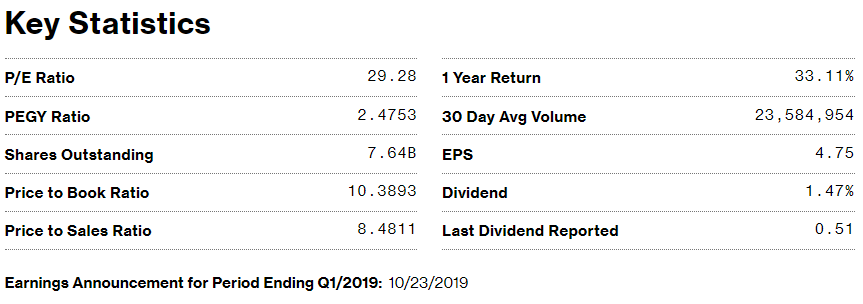 Key Statistics
P/E Ratio 29.28 1 Year Return 33.11%
PEGY Ratio 2.4753 30 Day Avg Volume 23,584,954
Shares Outstanding 7.64B EPS 4.75
Price to Book Ratio 10.3893 Dividend 1.47%
Price to Sales Ratio 8.4811 Last Dividend Reported 0.51
Earnings Announcement for Period Ending Q1/2019: 10/23/2019